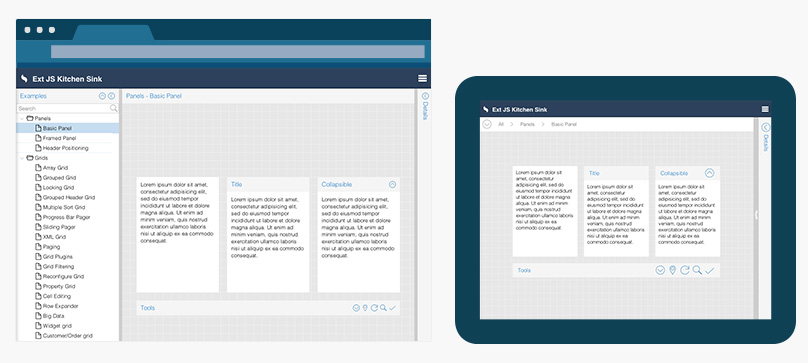 Ext JS Kitchen Sink
Examples
Panels - Basic Panel
Details
Search
Panels
Basic Panel
Framed Panel
Header Positioning
Grids
Array Grid
Grouped Grid
Locking Grid
Grouped Header Grid
Multiple Sort Grid
Progress Bar Pager
Sliding Pager
XML Grid
Paging
Grid Plugins
Grid Filtering
Reconfigure Grid
Property Grid
Cell Editing
Row Expander
Big Data
Widget grid
Customer/Order grid
Lorem ipsum dolor sit amet,
consectetur adipisicing elit,
sed do eiusmod tempor
incididunt ut labore et dolore
magna aliqua. Ut enim ad
minim veniam, quis nostrud
exercitation ullamco laboris
nisi ut aliquip ex ea commodo
consequat.
Title
Lorem ipsum dolor sit amet,
consectetur adipisicing elit,
sed do eiusmod tempor
incididunt ut labore et dolore
magna aliqua. Ut enim ad
minim veniam, quis nostrud
exercitation ullamco laboris
nisi ut aliquip ex ea commodo
consequat.
Collapsible
Lorem ipsum dolor sit amet,
consectetur adipisicing elit,
sed do eiusmod tempor
incididunt ut labore et dolore
magna aliqua. Ut enim ad
minim veniam, quis nostrud
exercitation ullamco laboris
nisi ut aliquip ex ea commodo
consequat.
Tools
Ext JS Kitchen Sink
All > Panels > Basic Panel
Details
Lorem ipsum dolor sit amet,
consectetur adipisicing elit,
sed do eiusmod tempor
incididunt ut labore et dolore
magna aliqua. Ut enim ad
minim veniam, quis nostrud
exercitation ullamco laboris
nisi ut aliquip ex ea commodo
consequat.
Title
Lorem ipsum dolor sit amet,
consectetur adipisicing elit,
sed do eiusmod tempor
incididunt ut labore et dolore
magna aliqua. Ut enim ad
minim veniam, quis nostrud
exercitation ullamco laboris
nisi ut aliquip ex ea commodo
consequat.
Collapsible
Lorem ipsum dolor sit amet,
consectetur adipisicing elit,
sed do eiusmod tempor
incididunt ut labore et dolore
magna aliqua. Ut enim ad
minim veniam, quis nostrud
exercitation ullamco laboris
nisi ut aliquip ex ea commodo
consequat.
Tools